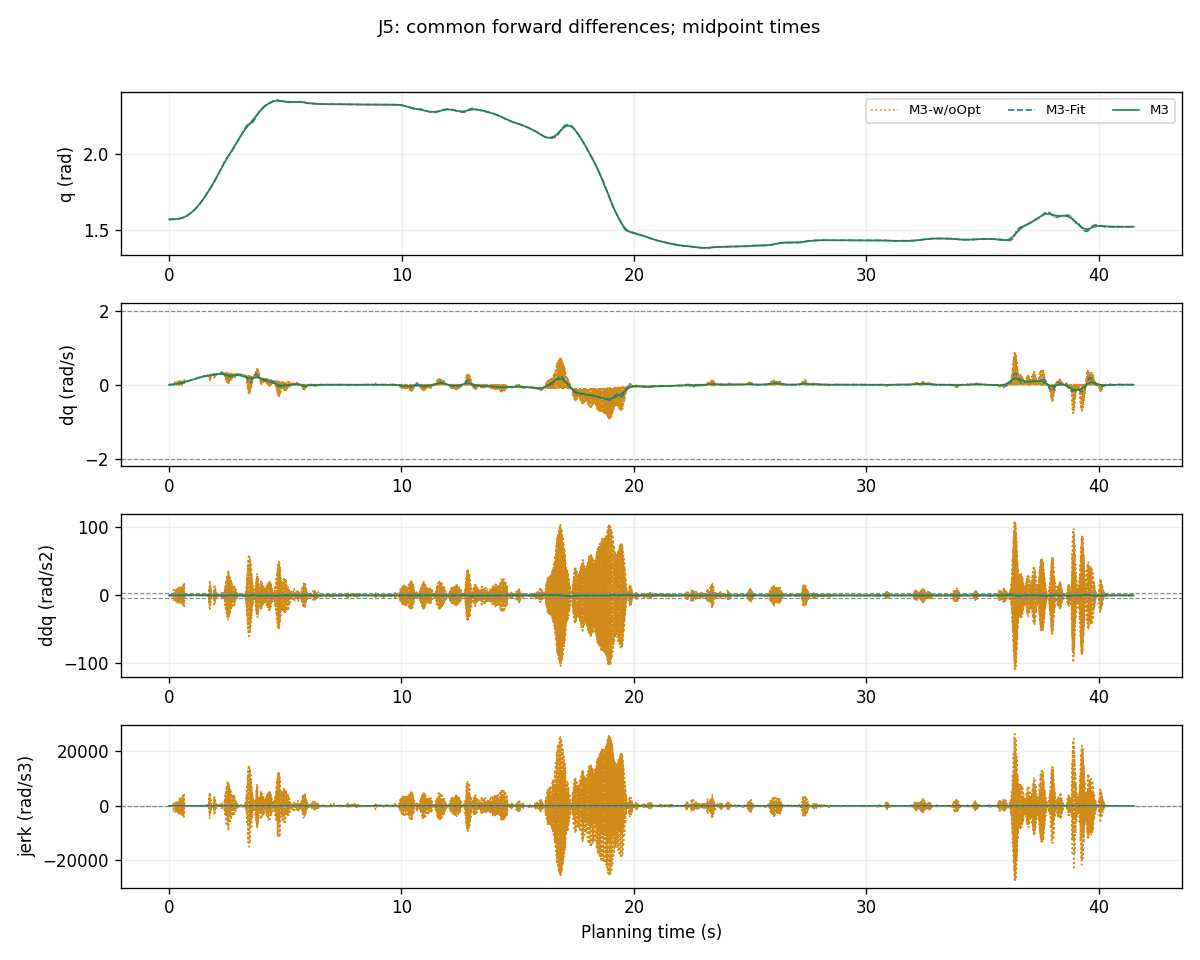 J5: common forward differences; midpoint times
M3-w/oOpt M3-Fit M3
q (rad)
2.0
1.5
0 10 20 30 40
dq (rad/s)
2
0
−2
0 10 20 30 40
ddq (rad/s2)
100
0
−100
0 10 20 30 40
jerk (rad/s3)
20000
0
−20000
0 10 20 30 40
Planning time (s)